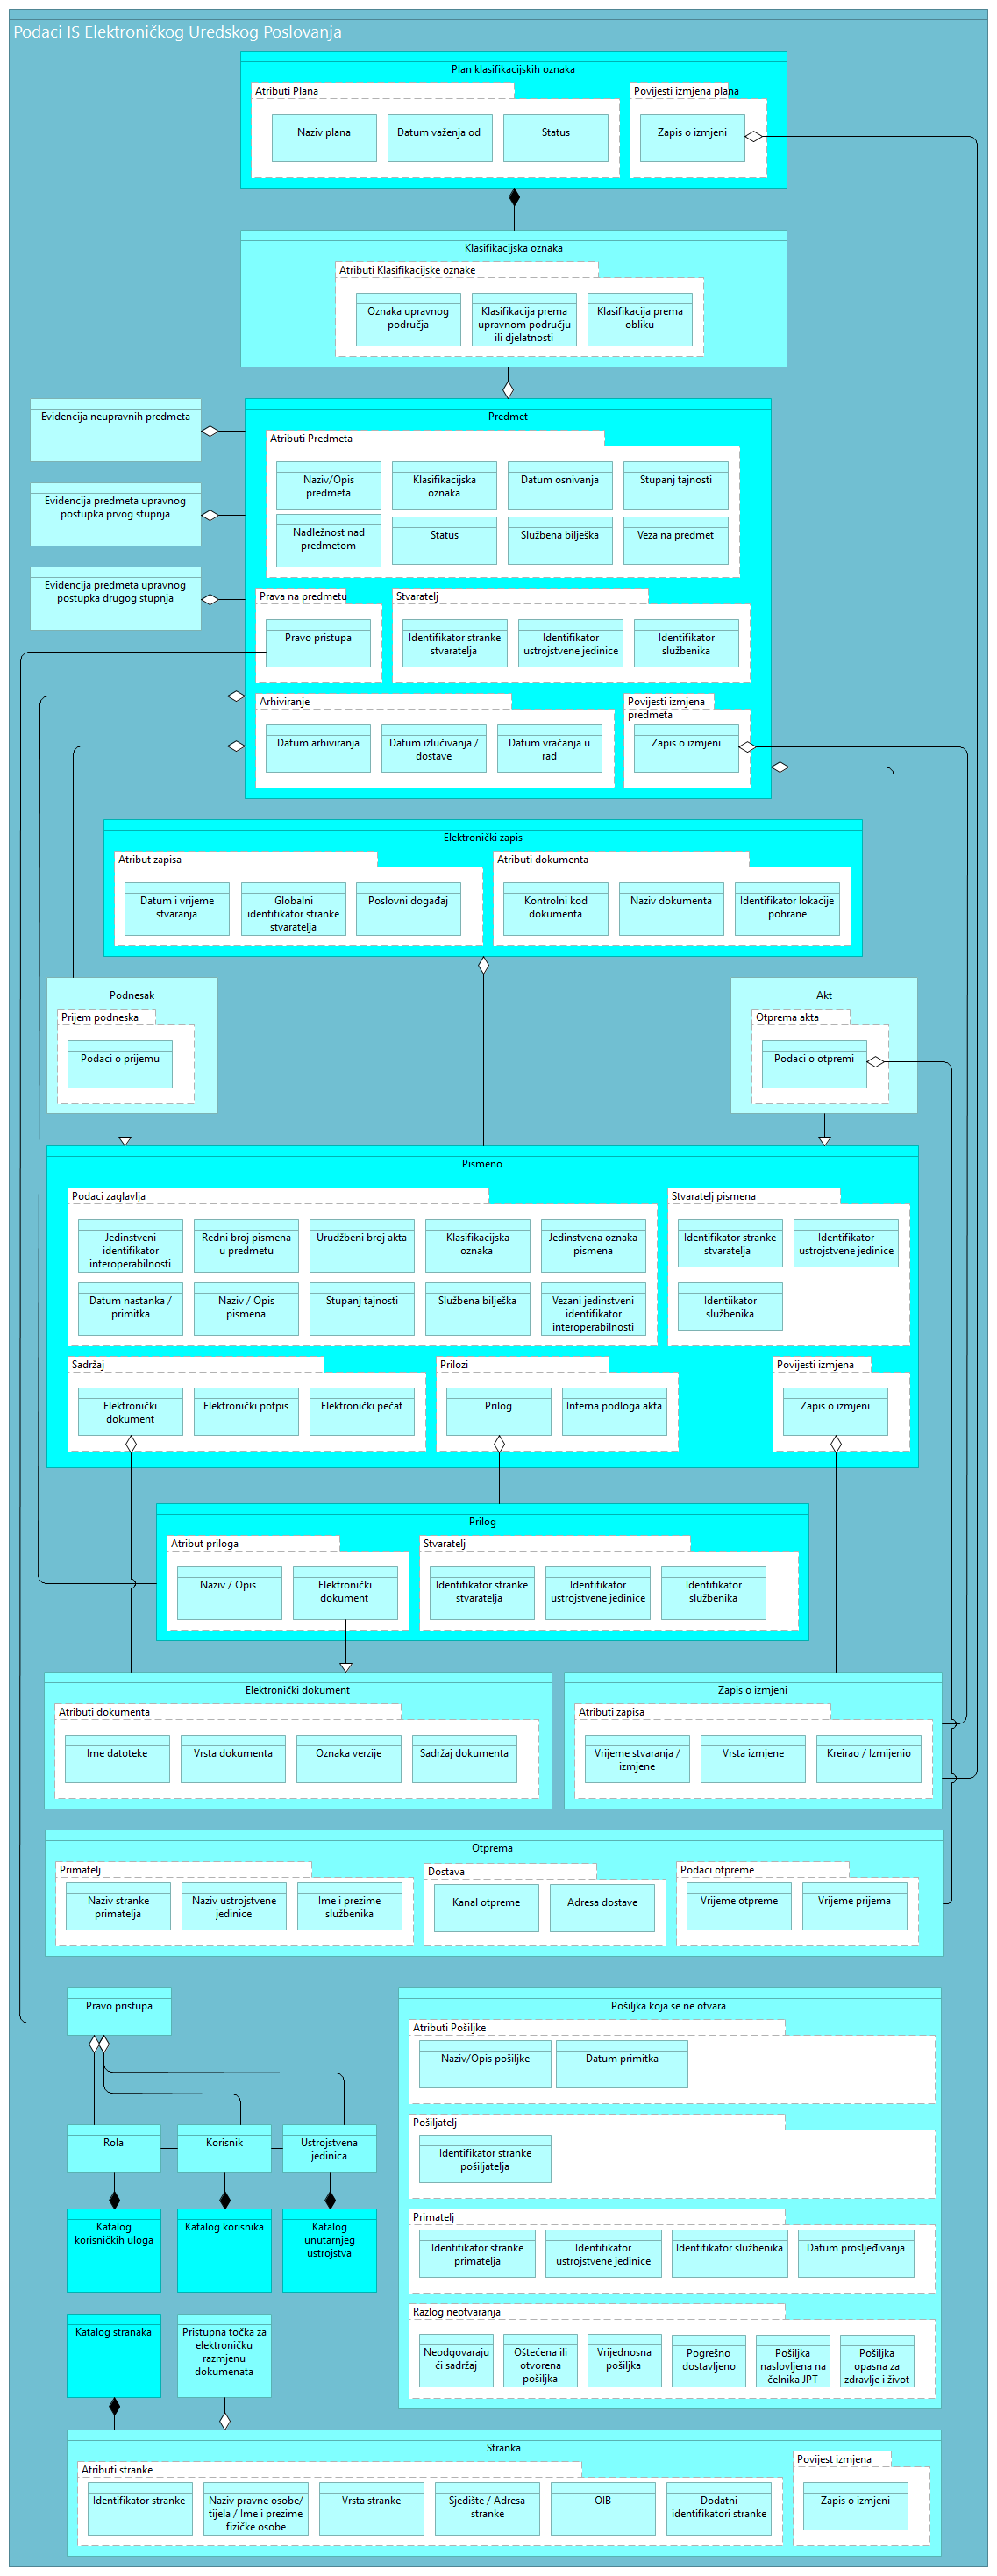 Podaci IS Elektroničkog Uredskog Poslovanja
Plan klasifikacijskih oznaka
Atributi Plana
Povijesti izmjena plana
Naziv plana
Datum važenja od
Status
Zapis o izmjeni
Klasifikacijska oznaka
Atributi Klasifikacijske oznake
Oznaka upravnog
područja
Klasifikacija prema
upravnom području
ili djelatnosti
Klasifikacija prema
obliku
Evidencija neupravnih predmeta
Evidencija predmeta upravnog
postupka prvog stupnja
Evidencija predmeta upravnog
postupka drugog stupnja
Predmet
Atributi Predmeta
Naziv/Opis
predmeta
Klasifikacijska
oznaka
Datum osnivanja
Stupanj tajnosti
Nadležnost nad
predmetom
Status
Službena bilješka
Veza na predmet
Prava na predmetu
Pravo pristupa
Stvaratelj
Identifikator stranke
stvaratelja
Identifikator
ustrojstvene jedinice
Identifikator
službenika
Arhiviranje
Datum arhiviranja
Datum izlučivanja /
dostave
Datum vraćanja u
rad
Povijesti izmjena
predmeta
Zapis o izmjeni
Elektronički zapis
Atribut zapisa
Datum i vrijeme
stvaranja
Globalni
identifikator stranke
stvaratelja
Poslovni događaj
Atributi dokumenta
Kontrolni kod
dokumenta
Naziv dokumenta
Identifikator lokacije
pohrane
Podnesak
Prijem podneska
Podaci o prijemu
Akt
Otprema akta
Podaci o otpremi
Pismeno
Podaci zaglavlja
Jedinstveni
identifikator
interoperabilnosti
Redni broj pismena
u predmetu
Urudžbeni broj akta
Klasifikacijska
oznaka
Jedinstvena oznaka
pismena
Datum nastanka /
primitka
Naziv / Opis
pismena
Stupanj tajnosti
Službena bilješka
Vezani jedinstveni
identifikator
interoperabilnosti
Stvaratelj pismena
Identifikator stranke
stvaratelja
Identifikator
ustrojstvene jedinice
Identiikator
službenika
Sadržaj
Elektronički
dokument
Elektronički potpis
Elektronički pečat
Prilozi
Prilog
Interna podloga akta
Povijesti izmjena
Zapis o izmjeni
Prilog
Atribut priloga
Naziv / Opis
Elektronički
dokument
Stvaratelj
Identifikator stranke
stvaratelja
Identifikator
ustrojstvene jedinice
Identifikator
službenika
Elektronički dokument
Atributi dokumenta
Ime datoteke
Vrsta dokumenta
Oznaka verzije
Sadržaj dokumenta
Zapis o izmjeni
Atributi zapisa
Vrijeme stvaranja /
izmjene
Vrsta izmjene
Kreirao / Izmijenio
Otprema
Primatelj
Naziv stranke
primatelja
Naziv ustrojstvene
jedinice
Ime i prezime
službenika
Dostava
Kanal otpreme
Adresa dostave
Podaci otpreme
Vrijeme otpreme
Vrijeme prijema
Pravo pristupa
Rola
Korisnik
Ustrojstvena
jedinica
Katalog
korisničkih uloga
Katalog korisnika
Katalog
unutarnjeg
ustrojstva
Katalog stranaka
Pristupna točka za
elektroničku
razmjenu
dokumenata
Pošiljka koja se ne otvara
Atributi Pošiljke
Naziv/Opis pošiljke
Datum primitka
Pošiljatelj
Identifikator stranke
pošiljatelja
Primatelj
Identifikator stranke
primatelja
Identifikator
ustrojstvene jedinice
Identifikator službenika
Datum prosljeđivanja
Razlog neotvaranja
Neodgovaraju
ći sadržaj
Oštećena ili
otvorena
pošiljka
Vrijednosna
pošiljka
Pogrešno
dostavljeno
Pošiljka
naslovljena na
čelnika JPT
Pošiljka
opasna za
zdravlje i život
Stranka
Atributi stranke
Identifikator stranke
Naziv pravne osobe/
tijela / Ime i prezime
fizičke osobe
Vrsta stranke
Sjedište / Adresa
stranke
OIB
Dodatni
identifikatori stranke
Povijest izmjena
Zapis o izmjeni